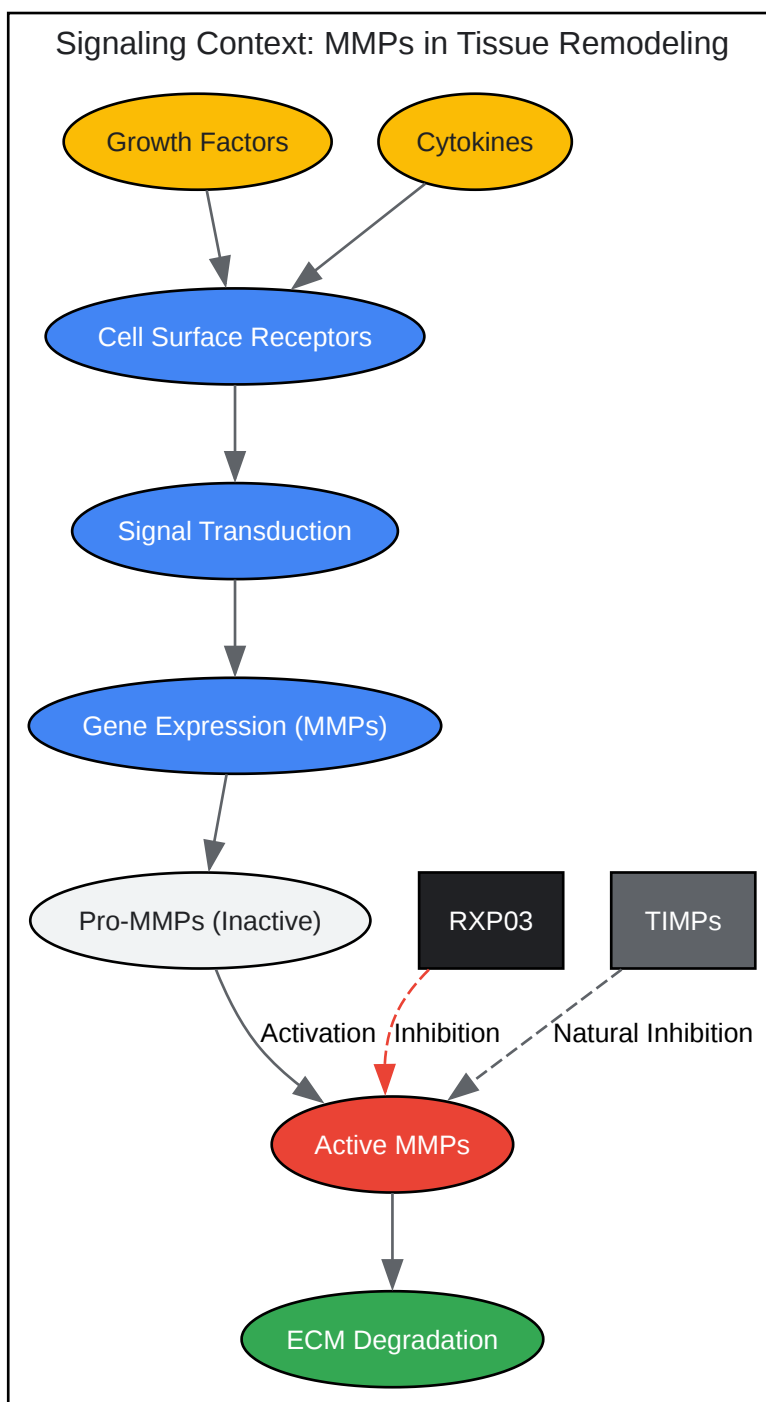 Signaling Context: MMPs in Tissue Remodeling
Growth Factors
Cytokines
Cell Surface Receptors
Signal Transduction
Gene Expression (MMPs)
Pro-MMPs (Inactive)
RXP03
TIMPs
Activation
Inhibition
Natural Inhibition
Active MMPs
ECM Degradation